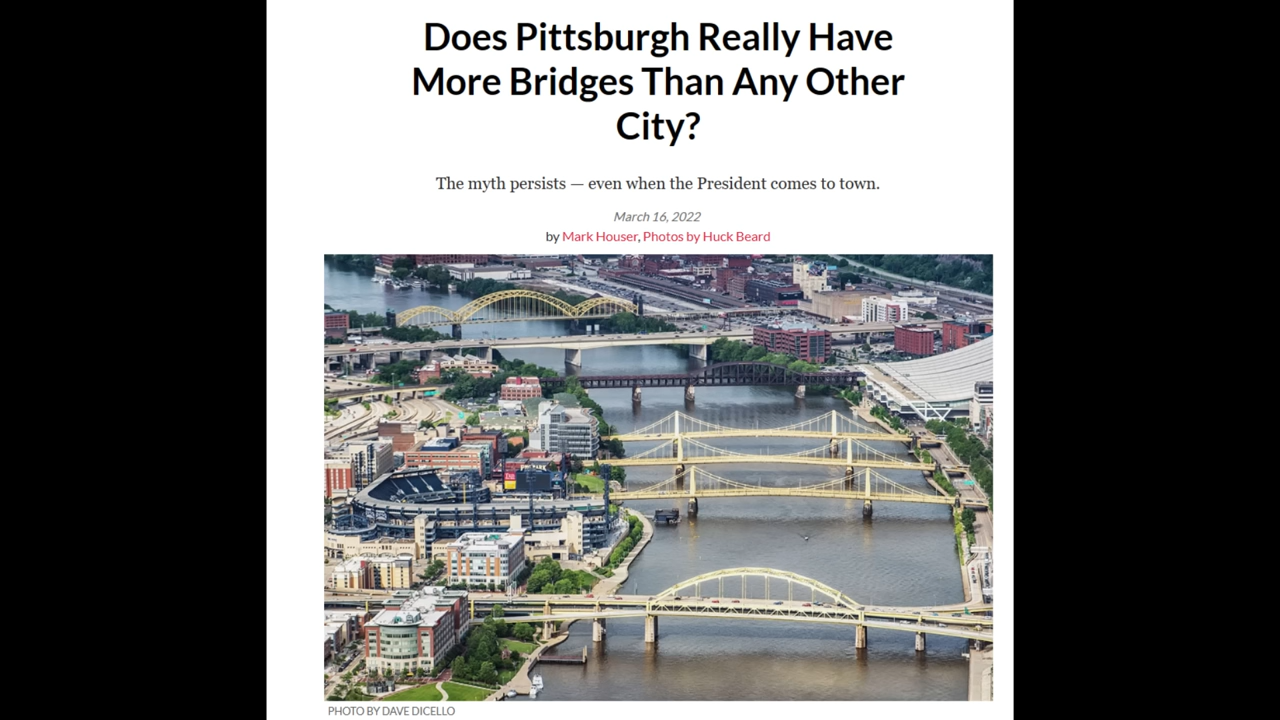 Does Pittsburgh Really Have
More Bridges Than Any Other
City?
The myth persists — even when the President comes to town.
March 16, 2022
by Mark Houser, Photos by Huck Beard
PHOTO BY DAVE DICELLO